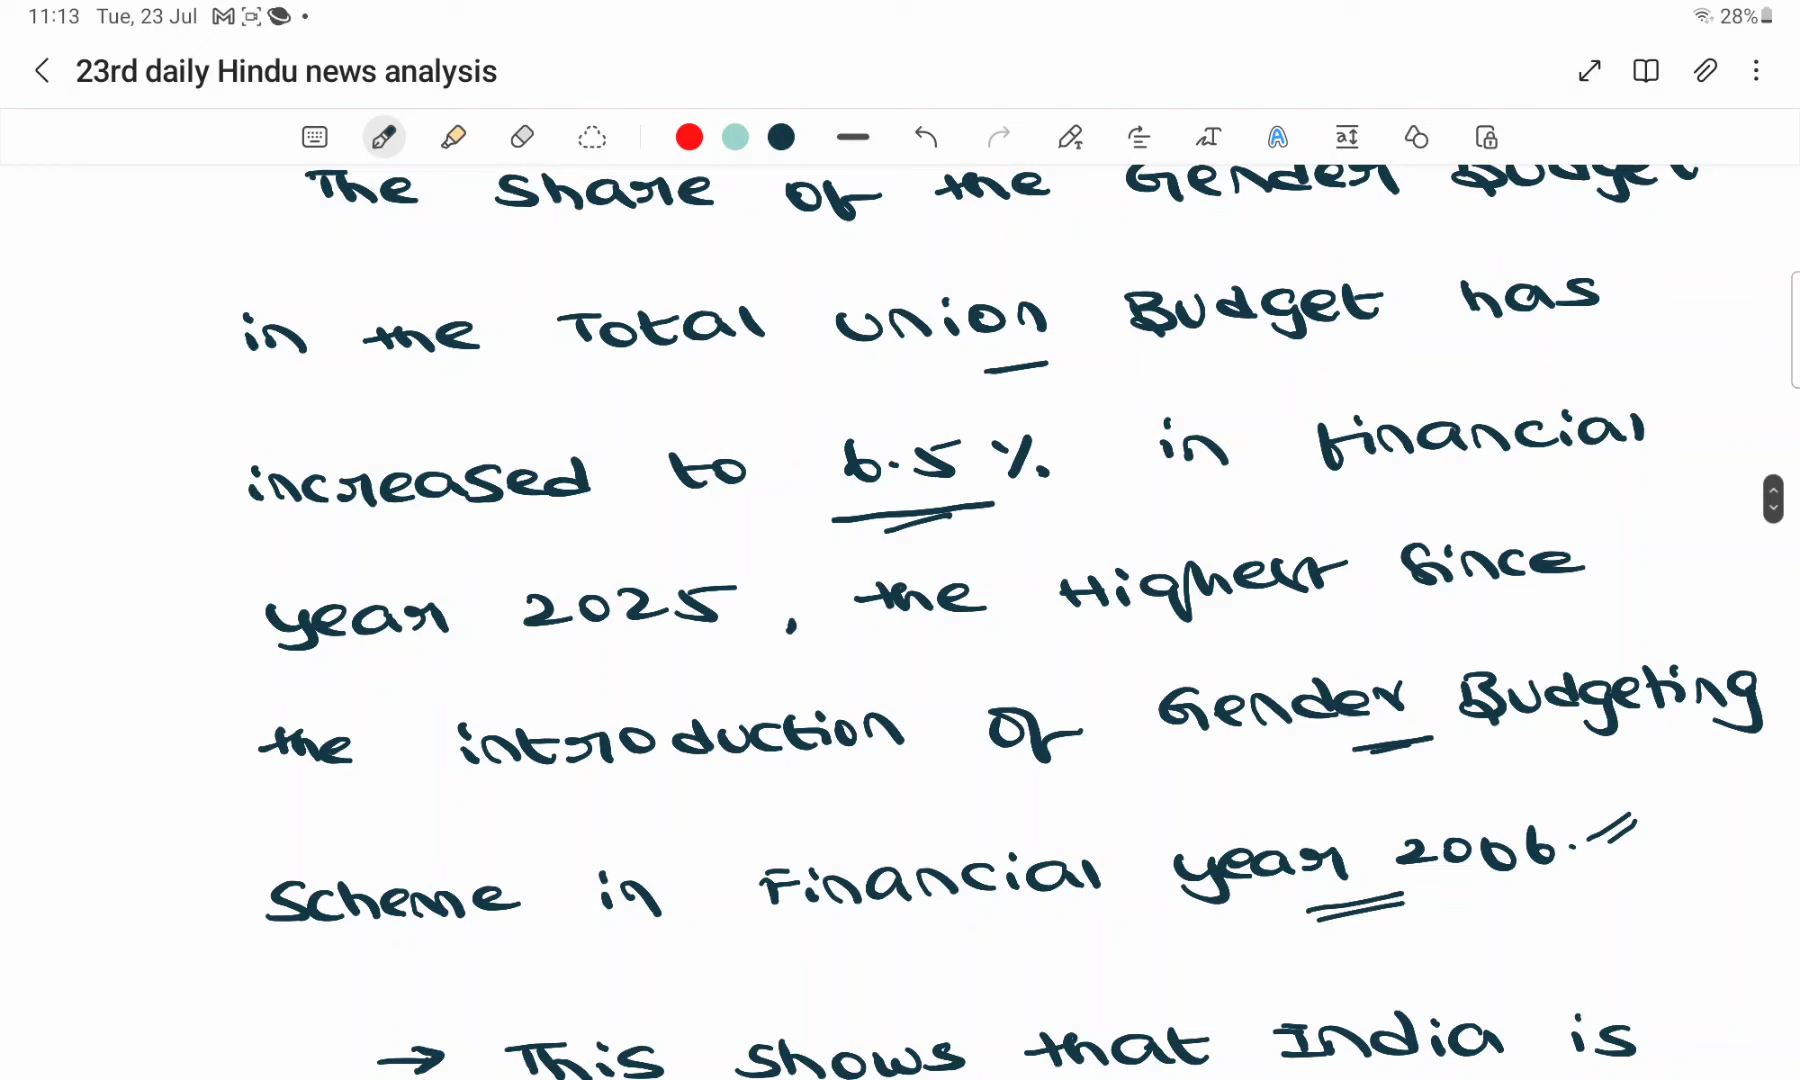 11:13 Tue, 23 Jul 28%
23rd daily Hindu news analysis
The share of the Gender Budget
in the Total union Budget has
increased to 6.5% in financial
year 2025, the Highest Since
the introduction of Gender Budgeting
Scheme in Financial year 2006.
→ This shows that India is